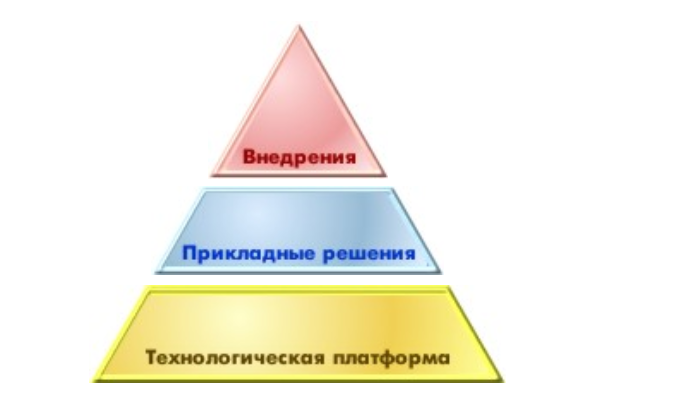 Внедрения
Прикладные решения
Технологическая платформа